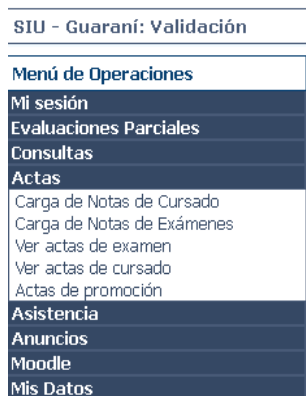 SIU - Guaraní: Validación
Menú de Operaciones
Mi sesión
Evaluaciones Parciales
Consultas
Actas
Carga de Notas de Cursado
Carga de Notas de Exámenes
Ver actas de examen
Ver actas de cursado
Actas de promoción
Asistencia
Anuncios
Moodle
Mis Datos